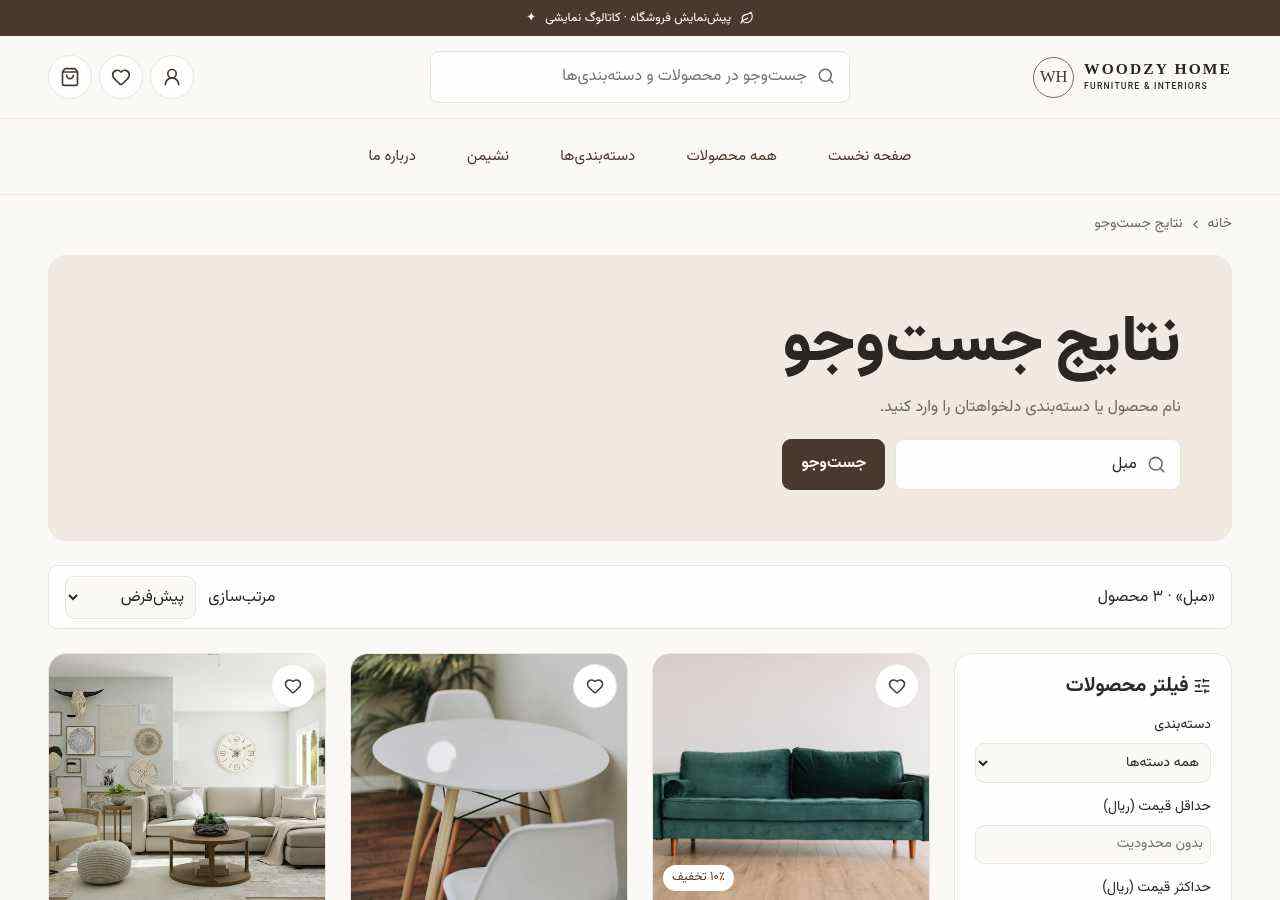 پیش‌نمایش فروشگاه · کاتالوگ نمایشی ✦
WOODZY HOME
WH
FURNITURE & INTERIORS
جست‌وجو در محصولات و دسته‌بندی‌ها
صفحه نخست
همه محصولات
دسته‌بندی‌ها
نشیمن
درباره ما
خانه › نتایج جست‌وجو
نتایج جست‌وجو
نام محصول یا دسته‌بندی دلخواهتان را وارد کنید.
مبل
جست‌وجو
«مبل» · ۳ محصول
مرتب‌سازی
پیش‌فرض
فیلتر محصولات
دسته‌بندی
همه دسته‌ها
حداقل قیمت (ریال)
بدون محدودیت
حداکثر قیمت (ریال)
۱۰٪ تخفیف